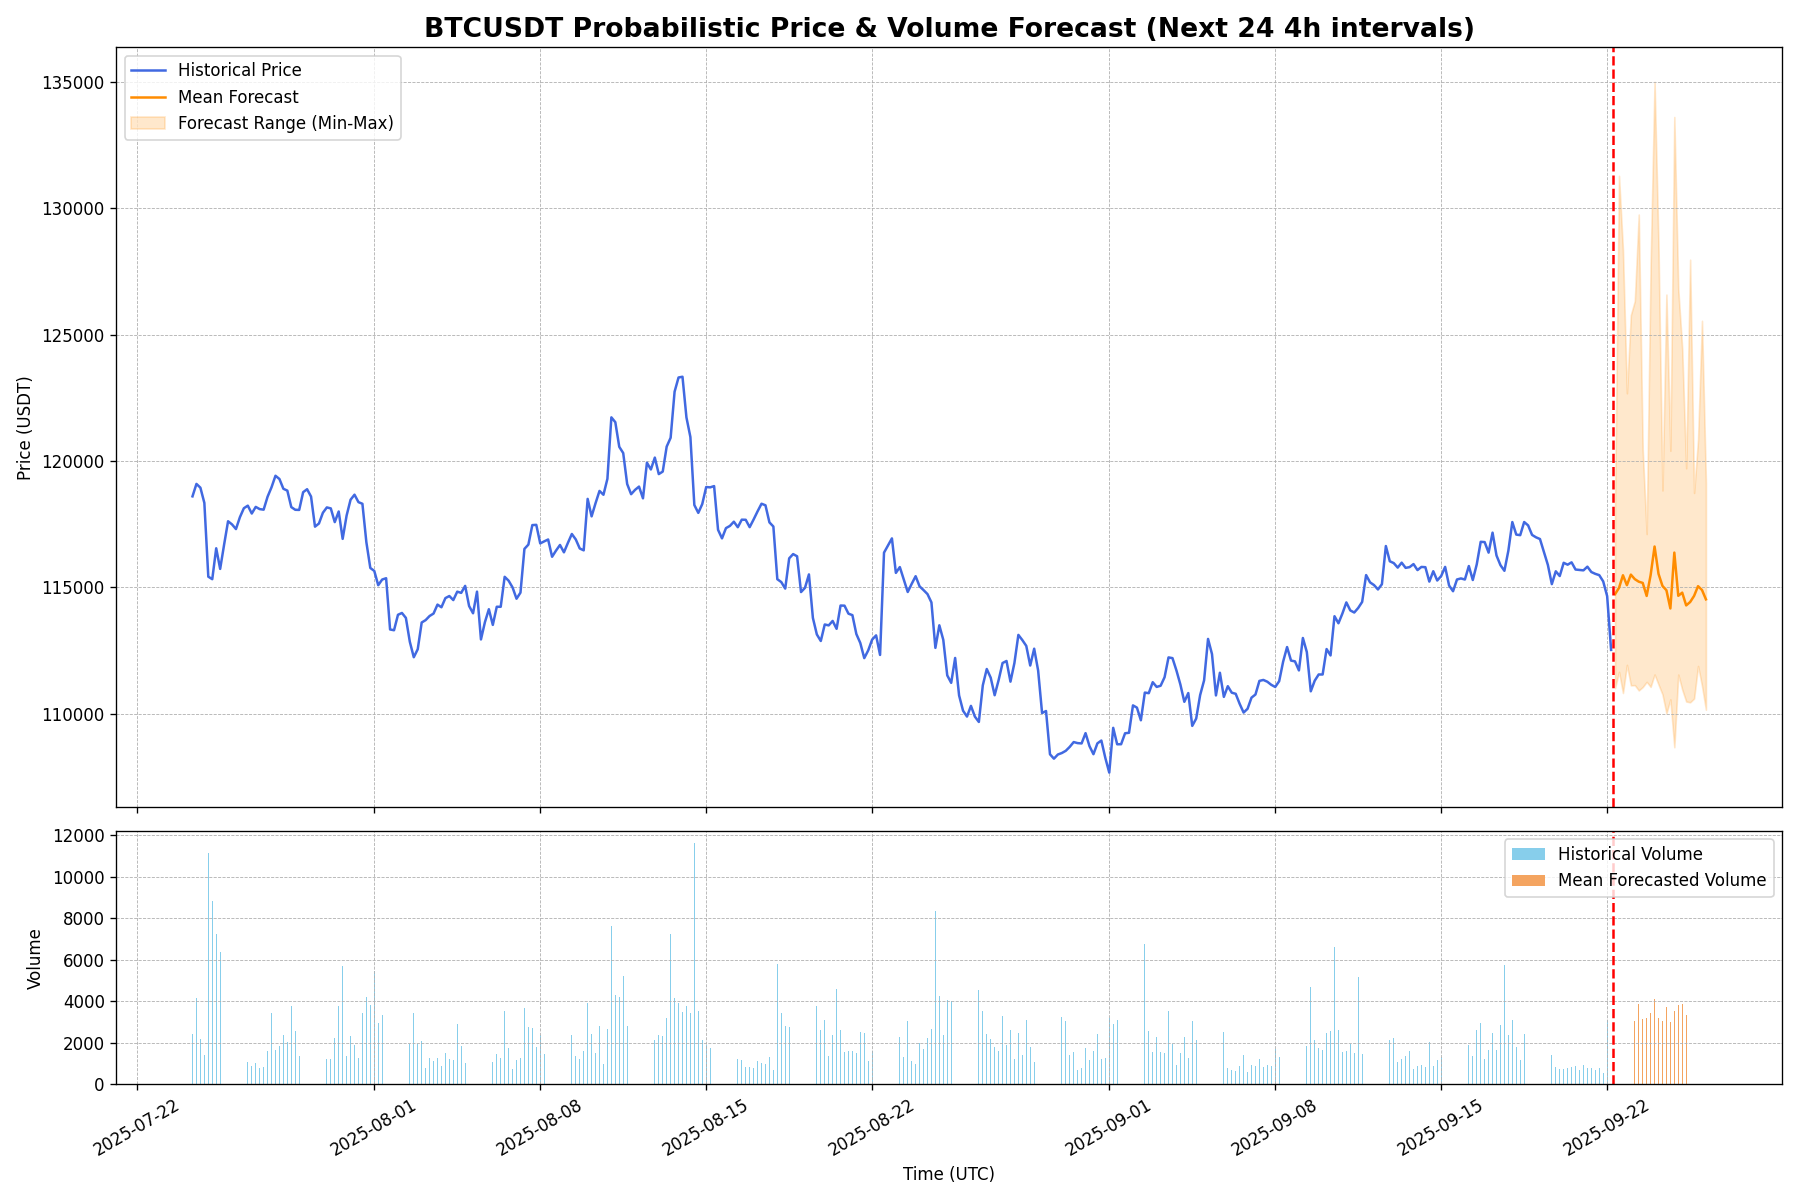 BTCUSDT Probabilistic Price & Volume Forecast (Next 24 4h intervals)
Historical Price
Mean Forecast
Forecast Range (Min-Max)
Price (USDT)
135000
130000
125000
120000
115000
110000
Historical Volume
Mean Forecasted Volume
Volume
12000
10000
8000
6000
4000
2000
0
2025-07-22
2025-08-01
2025-08-08
2025-08-15
2025-08-22
2025-09-01
2025-09-08
2025-09-15
2025-09-22
Time (UTC)